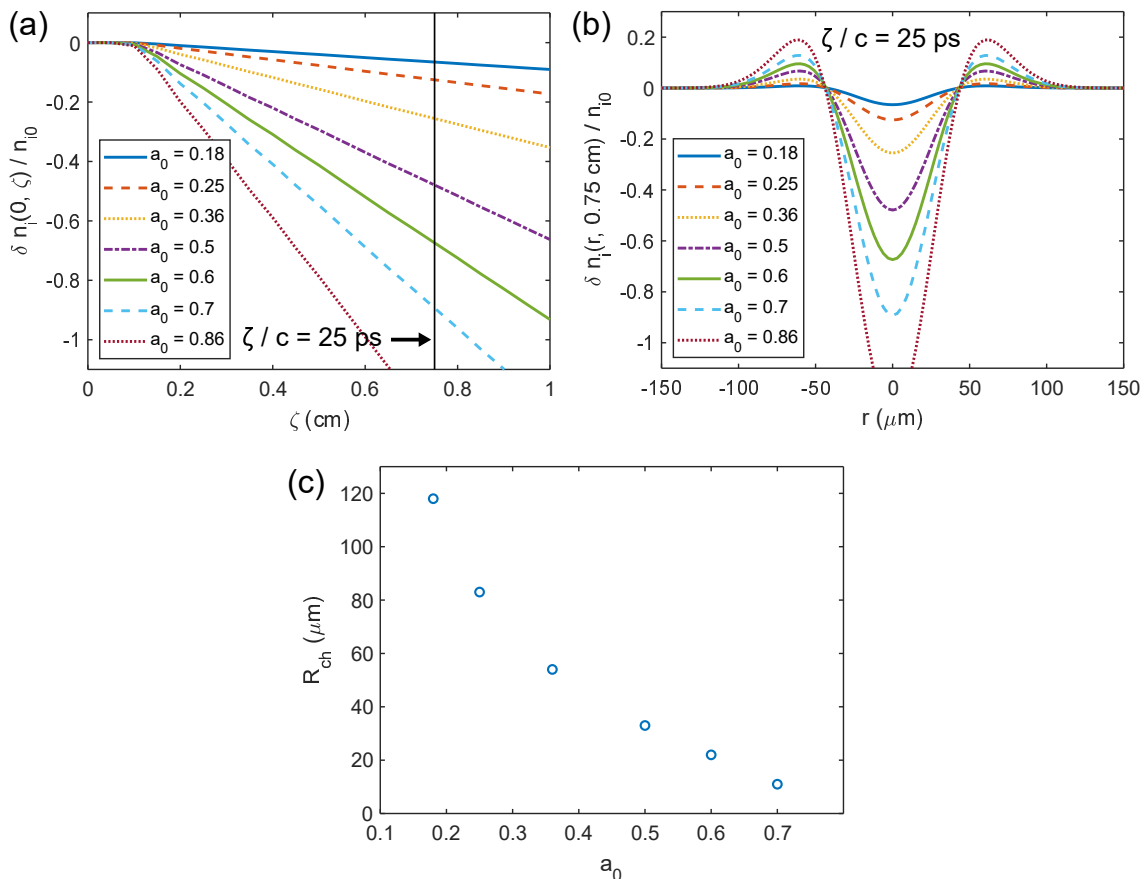 (a)
δ n_i(0, ζ) / n_i0
0
-0.2
-0.4
-0.6
-0.8
-1
a_0 = 0.18
a_0 = 0.25
a_0 = 0.36
a_0 = 0.5
a_0 = 0.6
a_0 = 0.7
a_0 = 0.86
ζ / c = 25 ps
0 0.2 0.4 0.6 0.8 1
ζ (cm)
(b)
ζ / c = 25 ps
δ n_i(r, 0.75 cm) / n_i0
0.2
0
-0.2
-0.4
-0.6
-0.8
-1
a_0 = 0.18
a_0 = 0.25
a_0 = 0.36
a_0 = 0.5
a_0 = 0.6
a_0 = 0.7
a_0 = 0.86
-150 -100 -50 0 50 100 150
r (μm)
(c)
R_ch (μm)
120
100
80
60
40
20
0
0.1 0.2 0.3 0.4 0.5 0.6 0.7
a_0